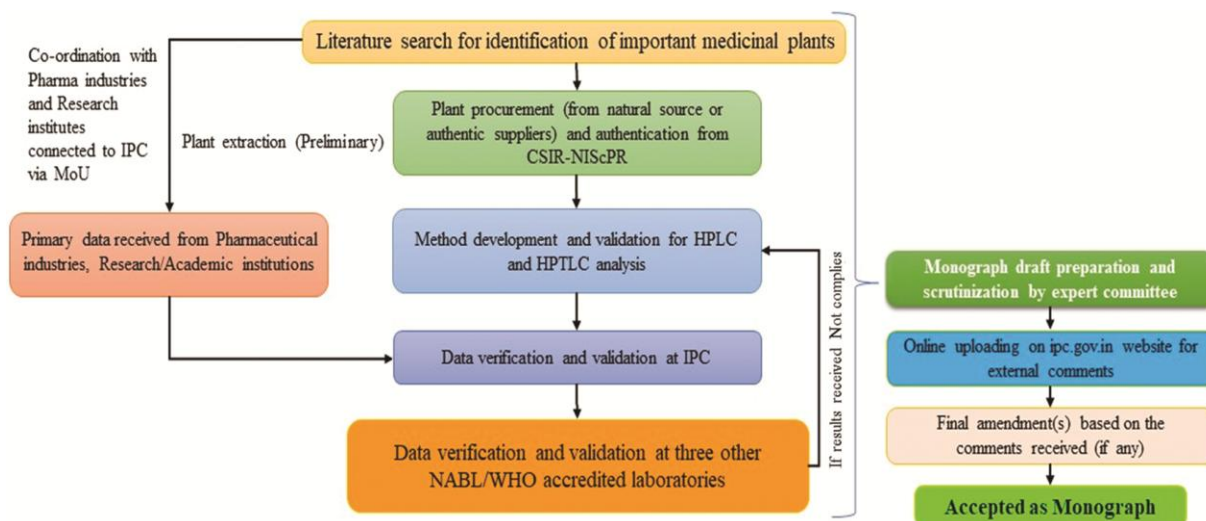 Literature search for identification of important medicinal plants
Co-ordination with
Pharma industries
and Research
institutes
connected to IPC
via MoU
Plant extraction (Preliminary)
Plant procurement (from natural source or
authentic suppliers) and authentication from
CSIR-NIScPR
Primary data received from Pharmaceutical
industries, Research/Academic institutions
Method development and validation for HPLC
and HPTLC analysis
Data verification and validation at IPC
Data verification and validation at three other
NABL/WHO accredited laboratories
If results received Not complies
Monograph draft preparation and
scrutinization by expert committee
Online uploading on ipc.gov.in website for
external comments
Final amendment(s) based on the
comments received (if any)
Accepted as Monograph